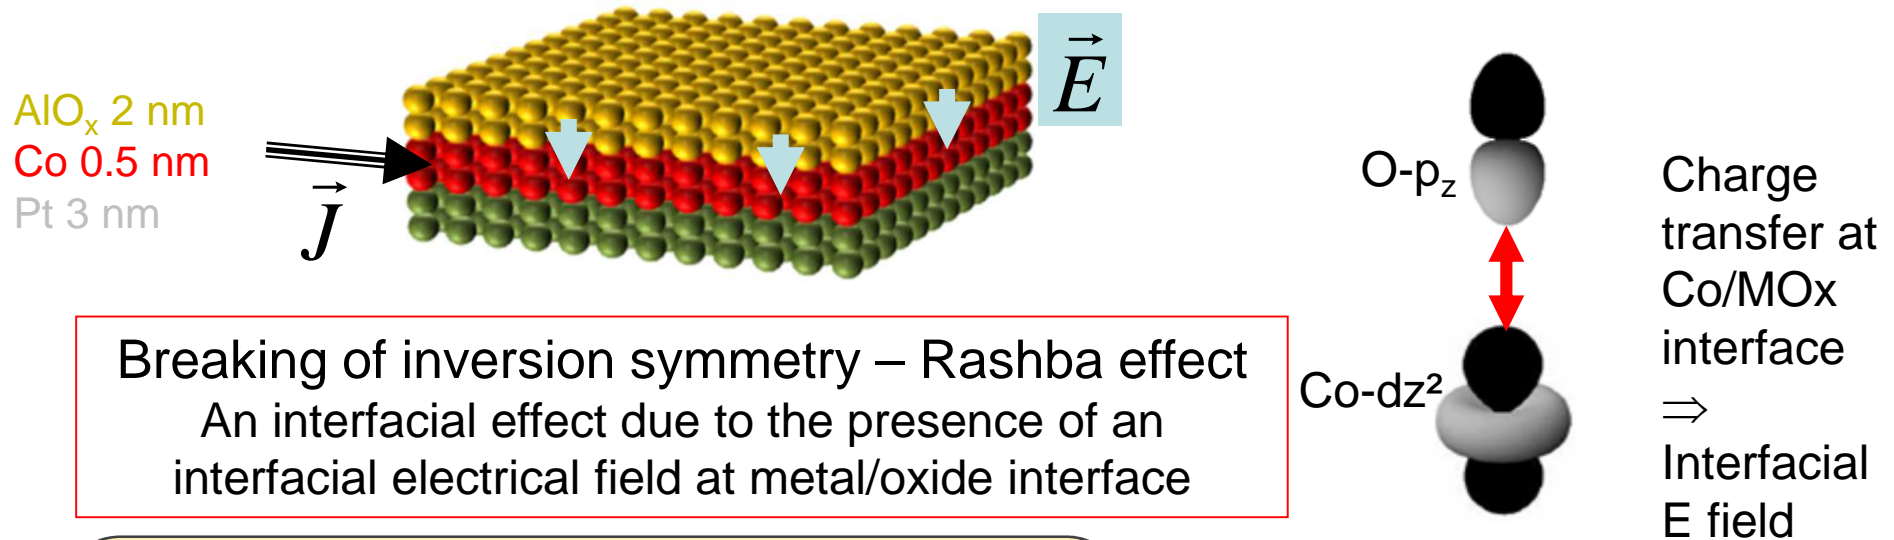 AlOₓ 2 nm
Co 0.5 nm
Pt 3 nm
J⃗
E⃗
Breaking of inversion symmetry – Rashba effect
An interfacial effect due to the presence of an
interfacial electrical field at metal/oxide interface
O-p_z
Co-dz²
Charge
transfer at
Co/MOx
interface
⇒
Interfacial
E field